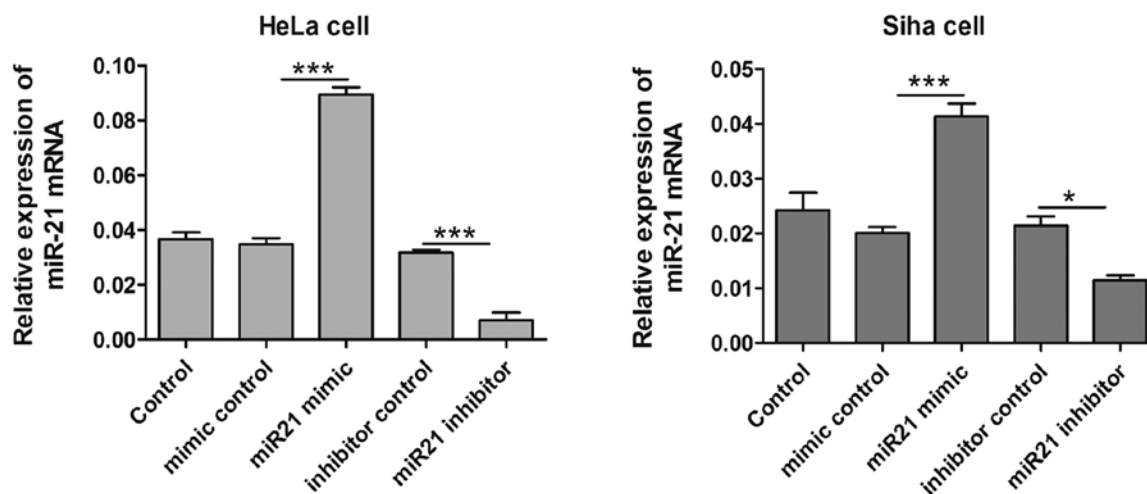 HeLa cell
Relative expression of
miR-21 mRNA
0.10
0.08
0.06
0.04
0.02
0.00
***
***
Control
mimic control
miR21 mimic
inhibitor control
miR21 inhibitor
Siha cell
Relative expression of
miR-21 mRNA
0.05
0.04
0.03
0.02
0.01
0.00
***
*
Control
mimic control
miR21 mimic
inhibitor control
miR21 inhibitor